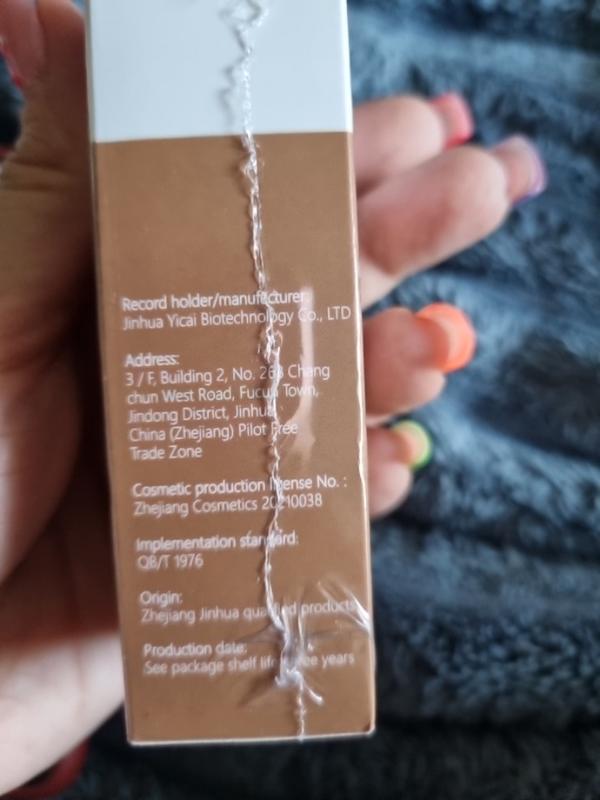 Record holder/manufacturer:
Jinhua Yicai Biotechnology Co., LTD
Address:
3 / F, Building 2, No. 263 Chang
chun West Road, Fucun Town,
Jindong District, Jinhua
China (Zhejiang) Pilot Free
Trade Zone
Cosmetic production license No. :
Zhejiang Cosmetics 20210038
Implementation standard:
QB/T 1976
Origin:
Zhejiang Jinhua qualified products
Production date:
See package shelf life three years